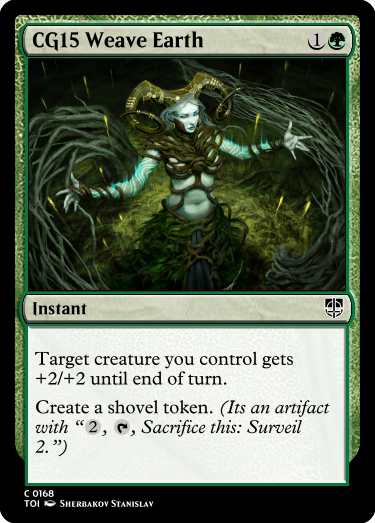 CG15 Weave Earth 1
Instant
Target creature you control gets
+2/+2 until end of turn.
Create a shovel token. (Its an artifact
with “2, , Sacrifice this: Surveil
2.”)
C 0168
TOI Sherbakov Stanislav